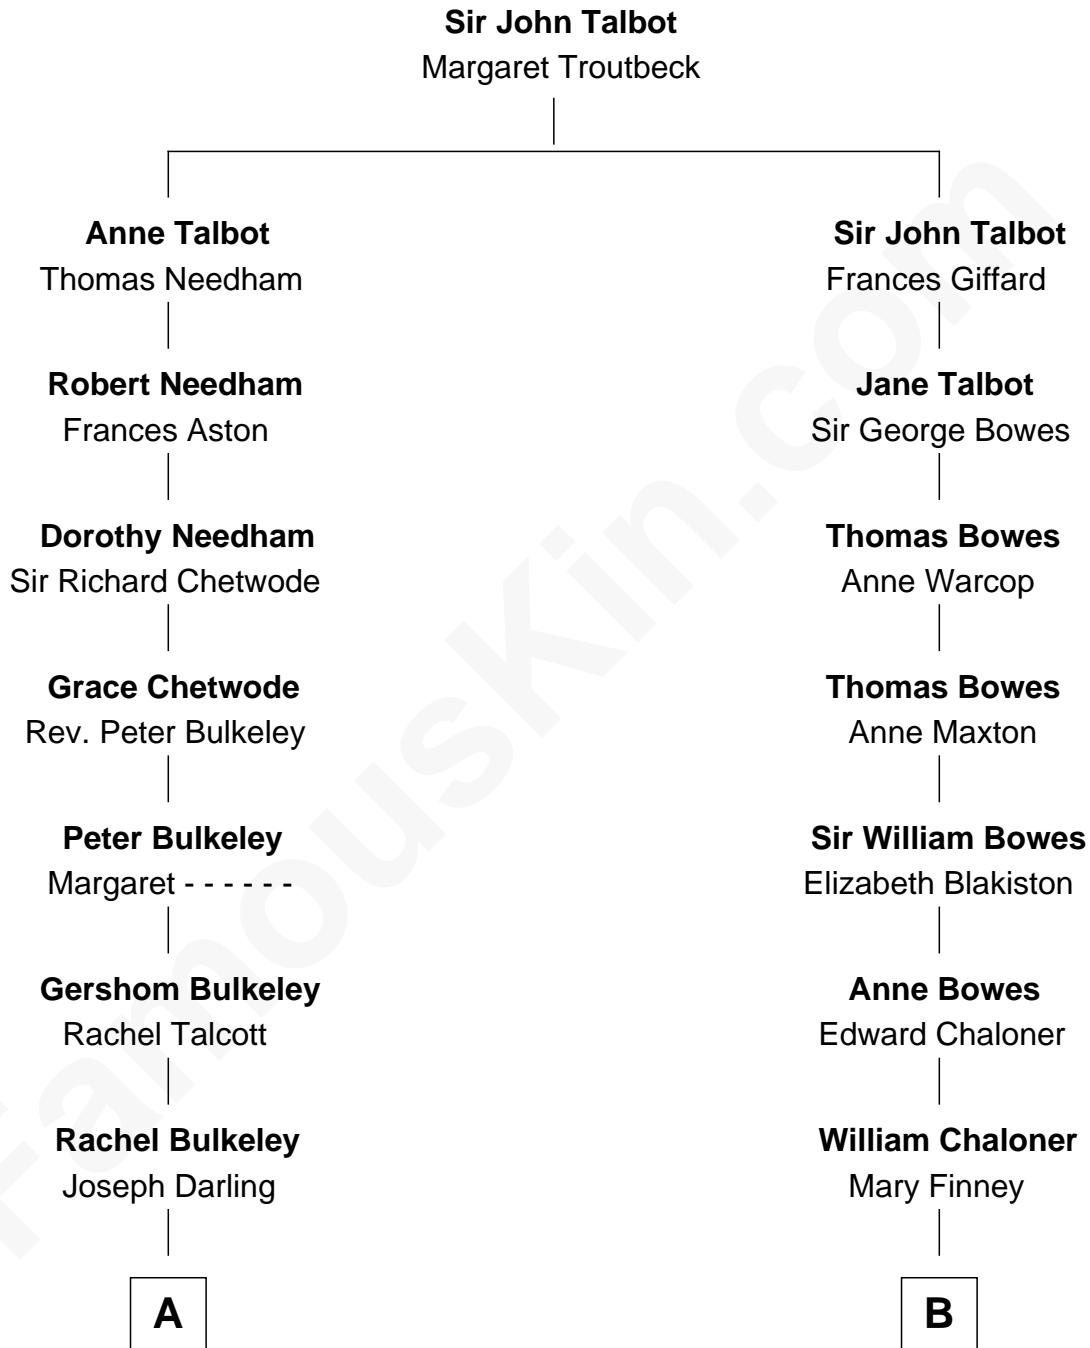 Sir John Talbot
Margaret Troutbeck
Anne Talbot
Thomas Needham
Sir John Talbot
Frances Giffard
Robert Needham
Frances Aston
Jane Talbot
Sir George Bowes
Dorothy Needham
Sir Richard Chetwode
Thomas Bowes
Anne Warcop
Grace Chetwode
Rev. Peter Bulkeley
Thomas Bowes
Anne Maxton
Peter Bulkeley
Margaret - - - - - -
Sir William Bowes
Elizabeth Blakiston
Gershom Bulkeley
Rachel Talcott
Anne Bowes
Edward Chaloner
Rachel Bulkeley
Joseph Darling
William Chaloner
Mary Finney
A
B
FamousKin.com